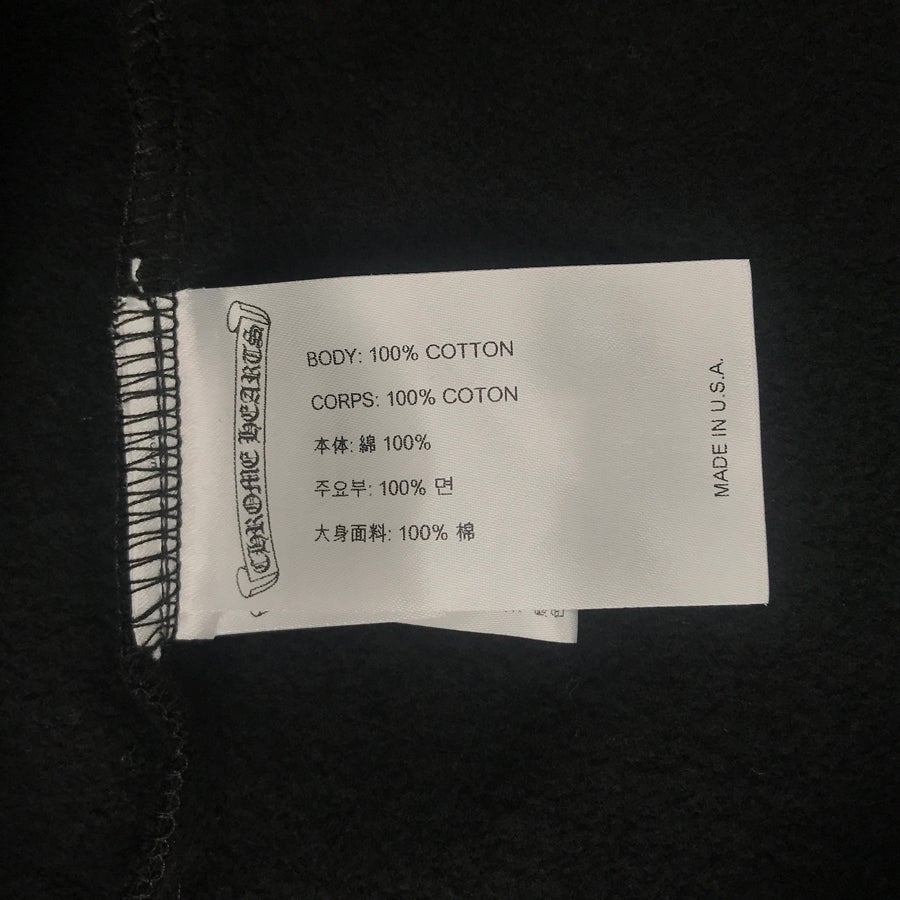 CHROME HEARTS
BODY: 100% COTTON
CORPS: 100% COTON
本体: 綿 100%
주요부: 100% 면
大身面料: 100% 棉
MADE IN U.S.A.